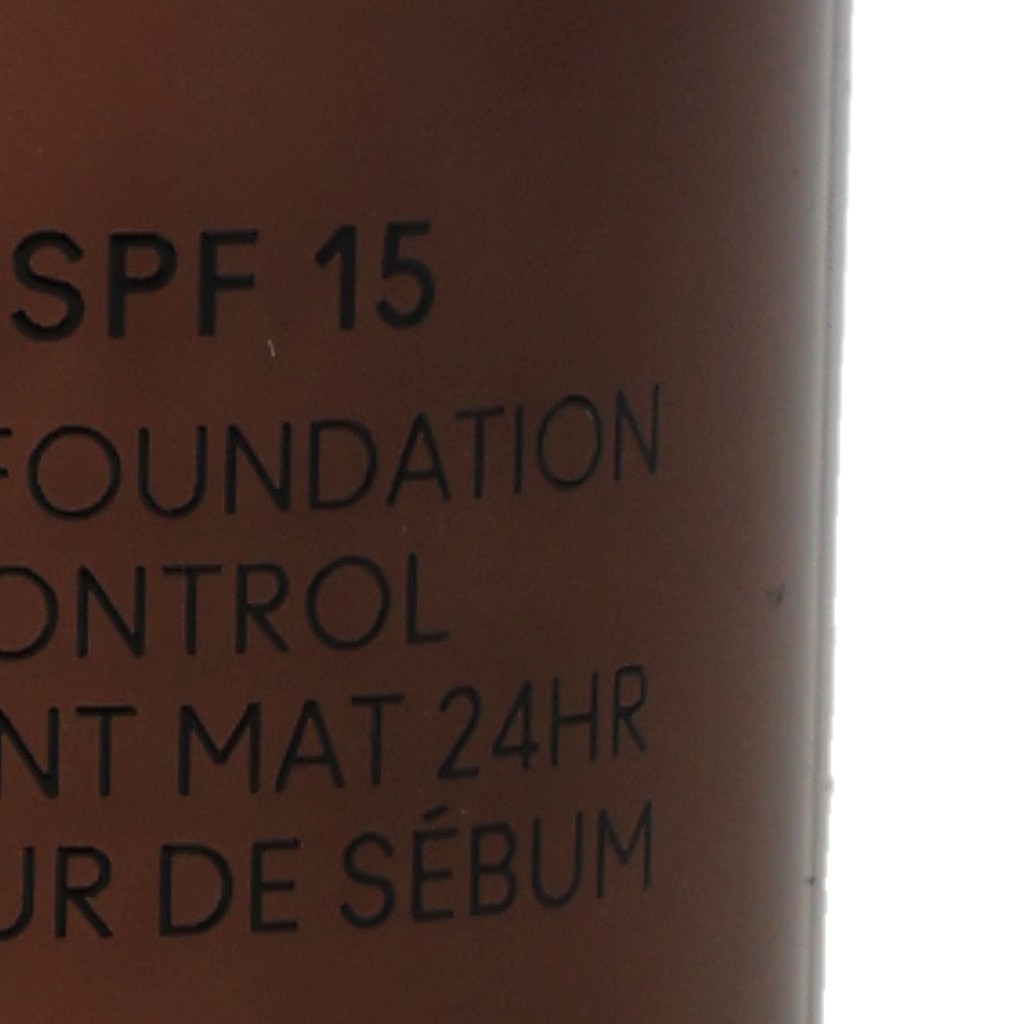 SPF 15
FOUNDATION
ONTROL
NT MAT 24HR
UR DE SÉBUM